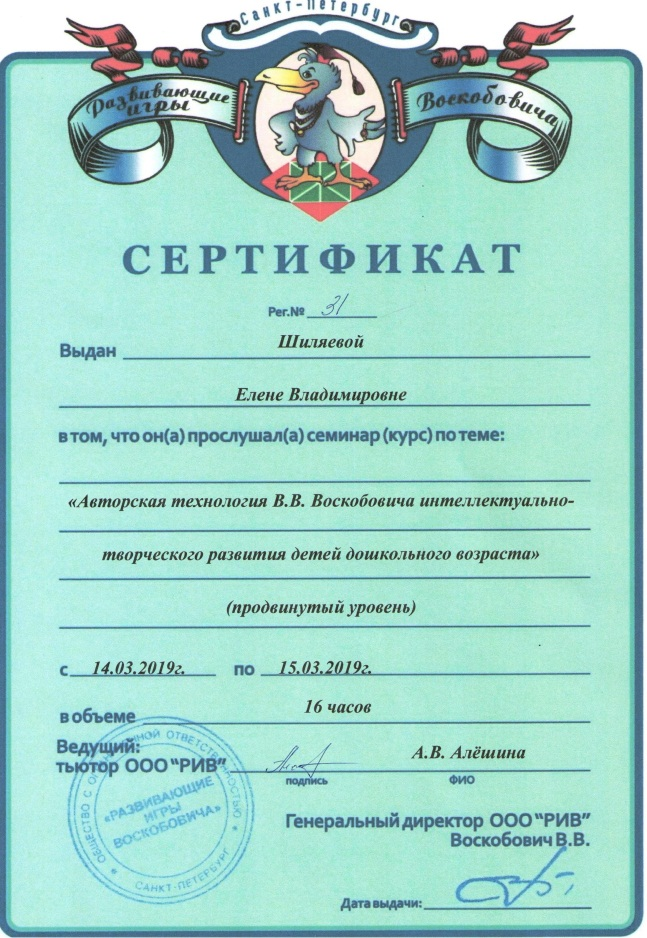 Санкт-Петербург
Развивающие
игры
Воскобовича
СЕРТИФИКАТ
Рег.№ 31
Выдан Шиляевой
Елене Владимировне
в том, что он(а) прослушал(а) семинар (курс) по теме:
«Авторская технология В.В. Воскобовича интеллектуально-
творческого развития детей дошкольного возраста»
(продвинутый уровень)
с 14.03.2019г. по 15.03.2019г.
в объеме 16 часов
Ведущий:
тьютор ООО “РИВ” А.В. Алёшина
подпись ФИО
ОБЩЕСТВО С ОГРАНИЧЕННОЙ ОТВЕТСТВЕННОСТЬЮ
«РАЗВИВАЮЩИЕ
ИГРЫ
ВОСКОБОВИЧА»
САНКТ-ПЕТЕРБУРГ
Генеральный директор ООО “РИВ”
Воскобович В.В.
Дата выдачи: